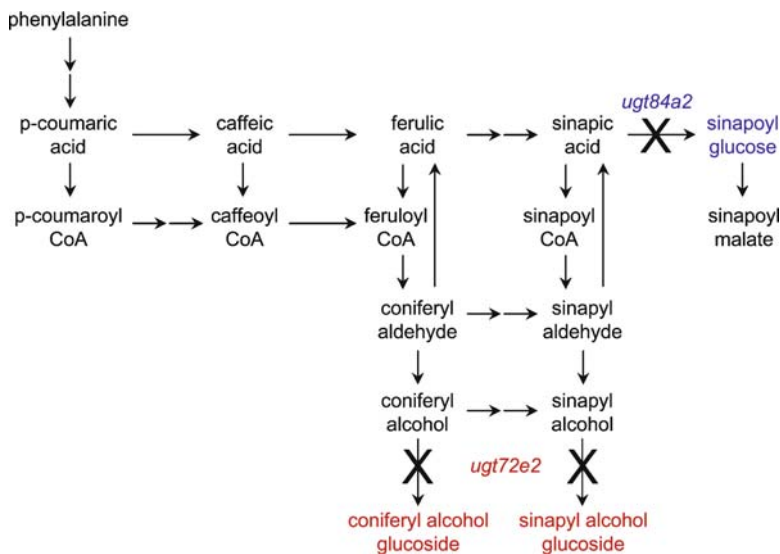 phenylalanine
ugt84a2
p-coumaric
acid
caffeic
acid
ferulic
acid
sinapic
acid
sinapoyl
glucose
p-coumaroyl
CoA
caffeoyl
CoA
feruloyl
CoA
sinapoyl
CoA
sinapoyl
malate
coniferyl
aldehyde
sinapyl
aldehyde
coniferyl
alcohol
sinapyl
alcohol
ugt72e2
coniferyl alcohol
glucoside
sinapyl alcohol
glucoside